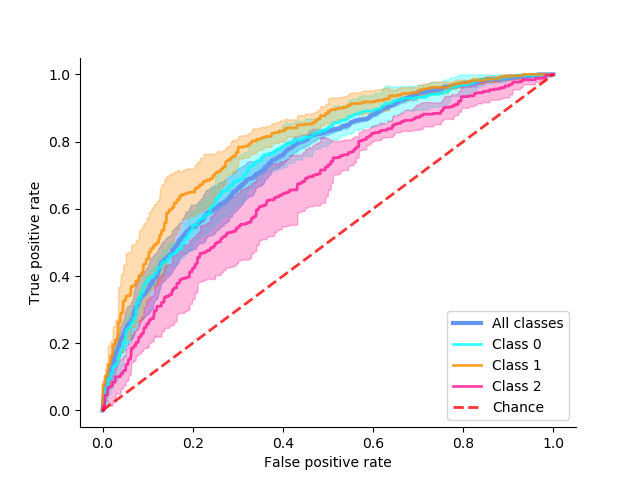 1.0
0.8
0.6
0.4
0.2
0.0
True positive rate
All classes
Class 0
Class 1
Class 2
Chance
0.0 0.2 0.4 0.6 0.8 1.0
False positive rate